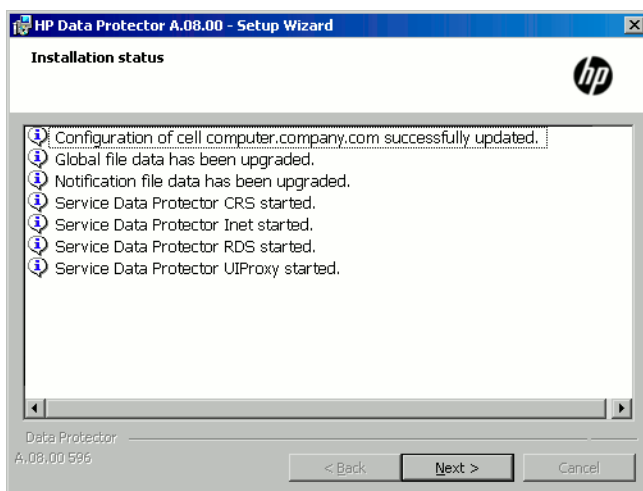 HP Data Protector A.08.00 - Setup Wizard
Installation status
hp
Configuration of cell computer.company.com successfully updated.
Global file data has been upgraded.
Notification file data has been upgraded.
Service Data Protector CRS started.
Service Data Protector Inet started.
Service Data Protector RDS started.
Service Data Protector UIProxy started.
Data Protector
A.08.00 596
< Back Next > Cancel